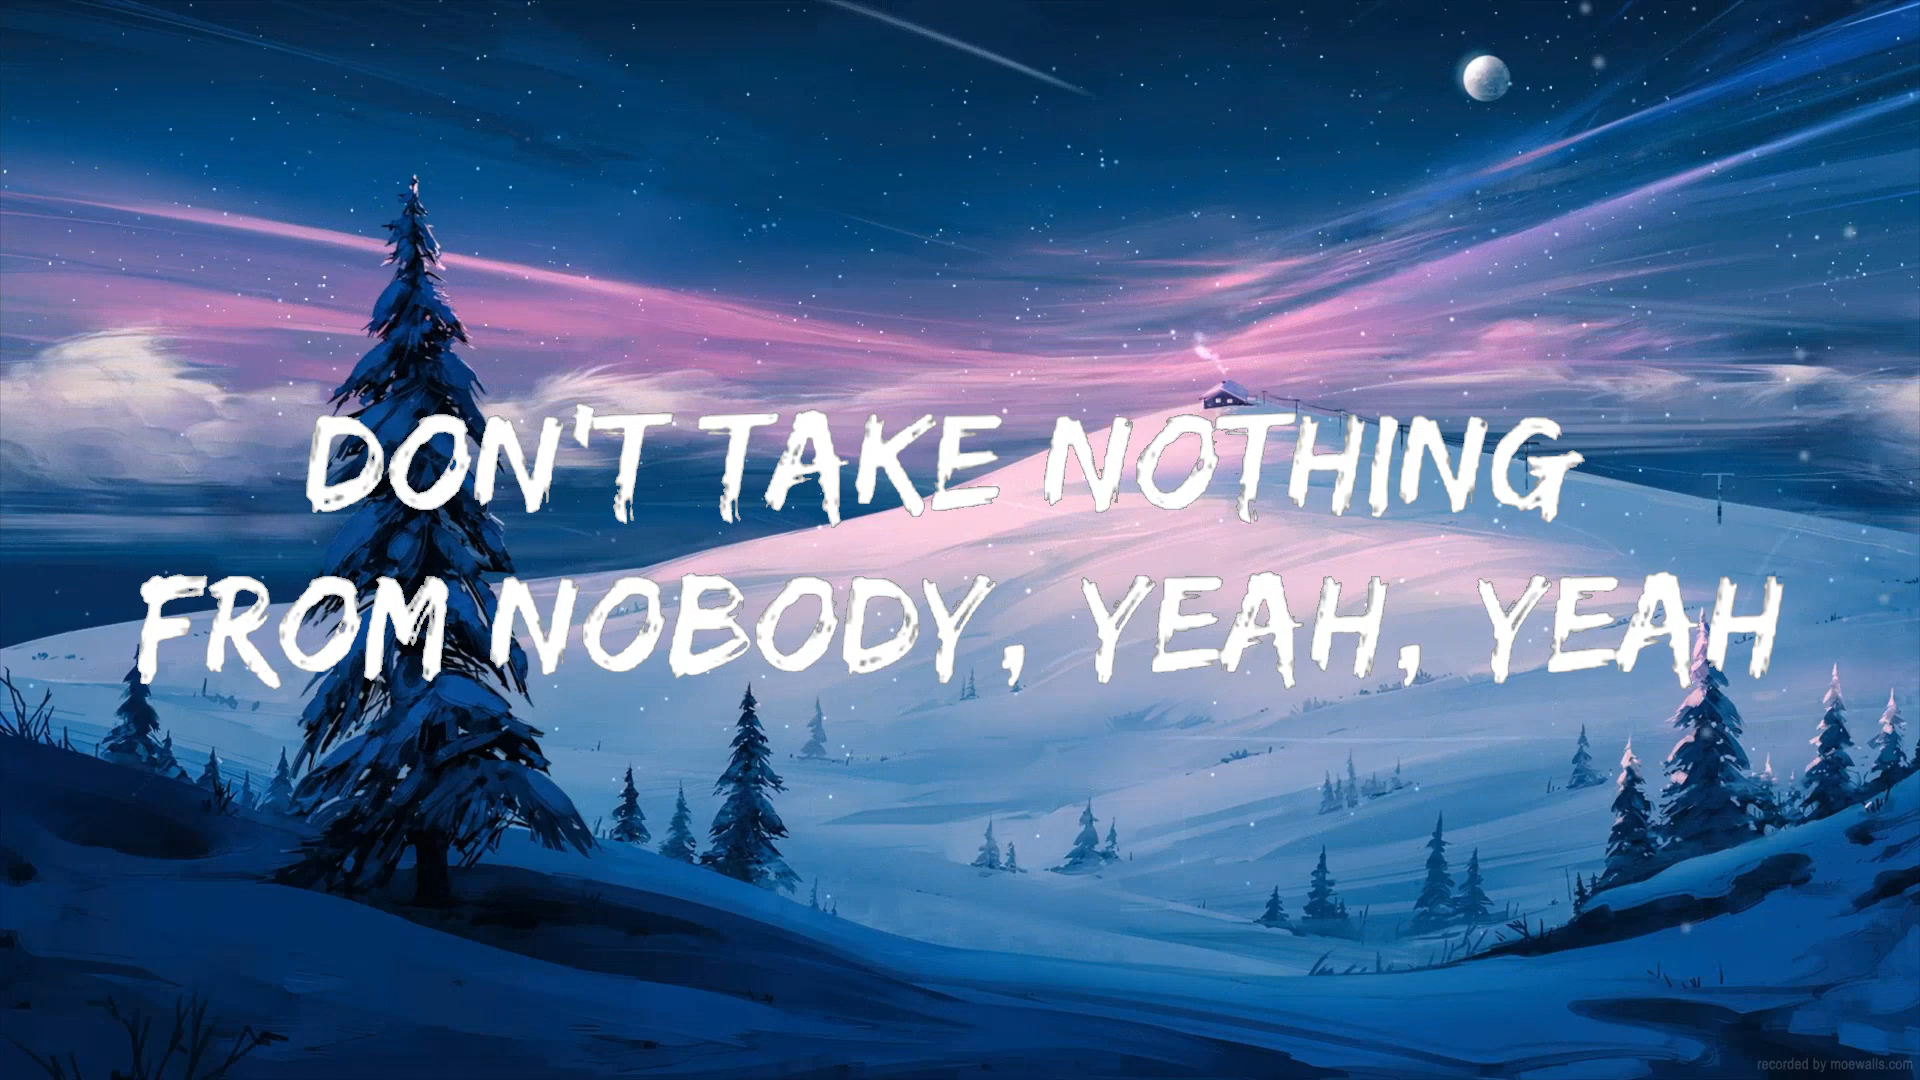 DON'T TAKE NOTHING
FROM NOBODY, YEAH, YEAH
recorded by moewalls.com